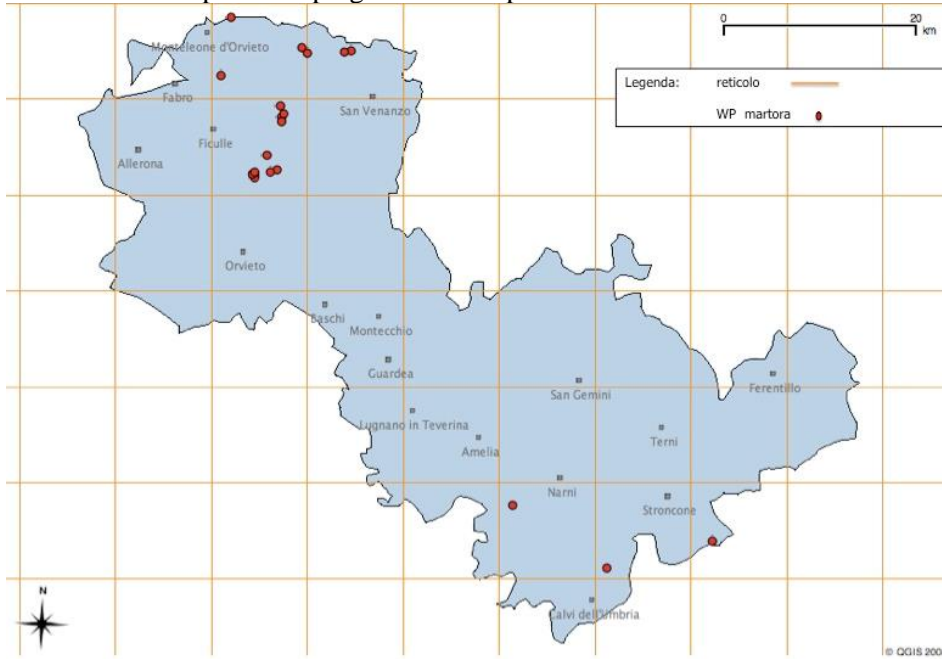 0 20
km
Monteleone d'Orvieto
Legenda: reticolo
Fabro
San Venanzo
WP martora
Ficulle
Allerona
Orvieto
Baschi
Montecchio
Guardea
San Gemini
Ferentillo
Lugnano in Teverina
Terni
Amelia
Narni
Stroncone
N
Calvi dell'Umbria
© QGIS 200